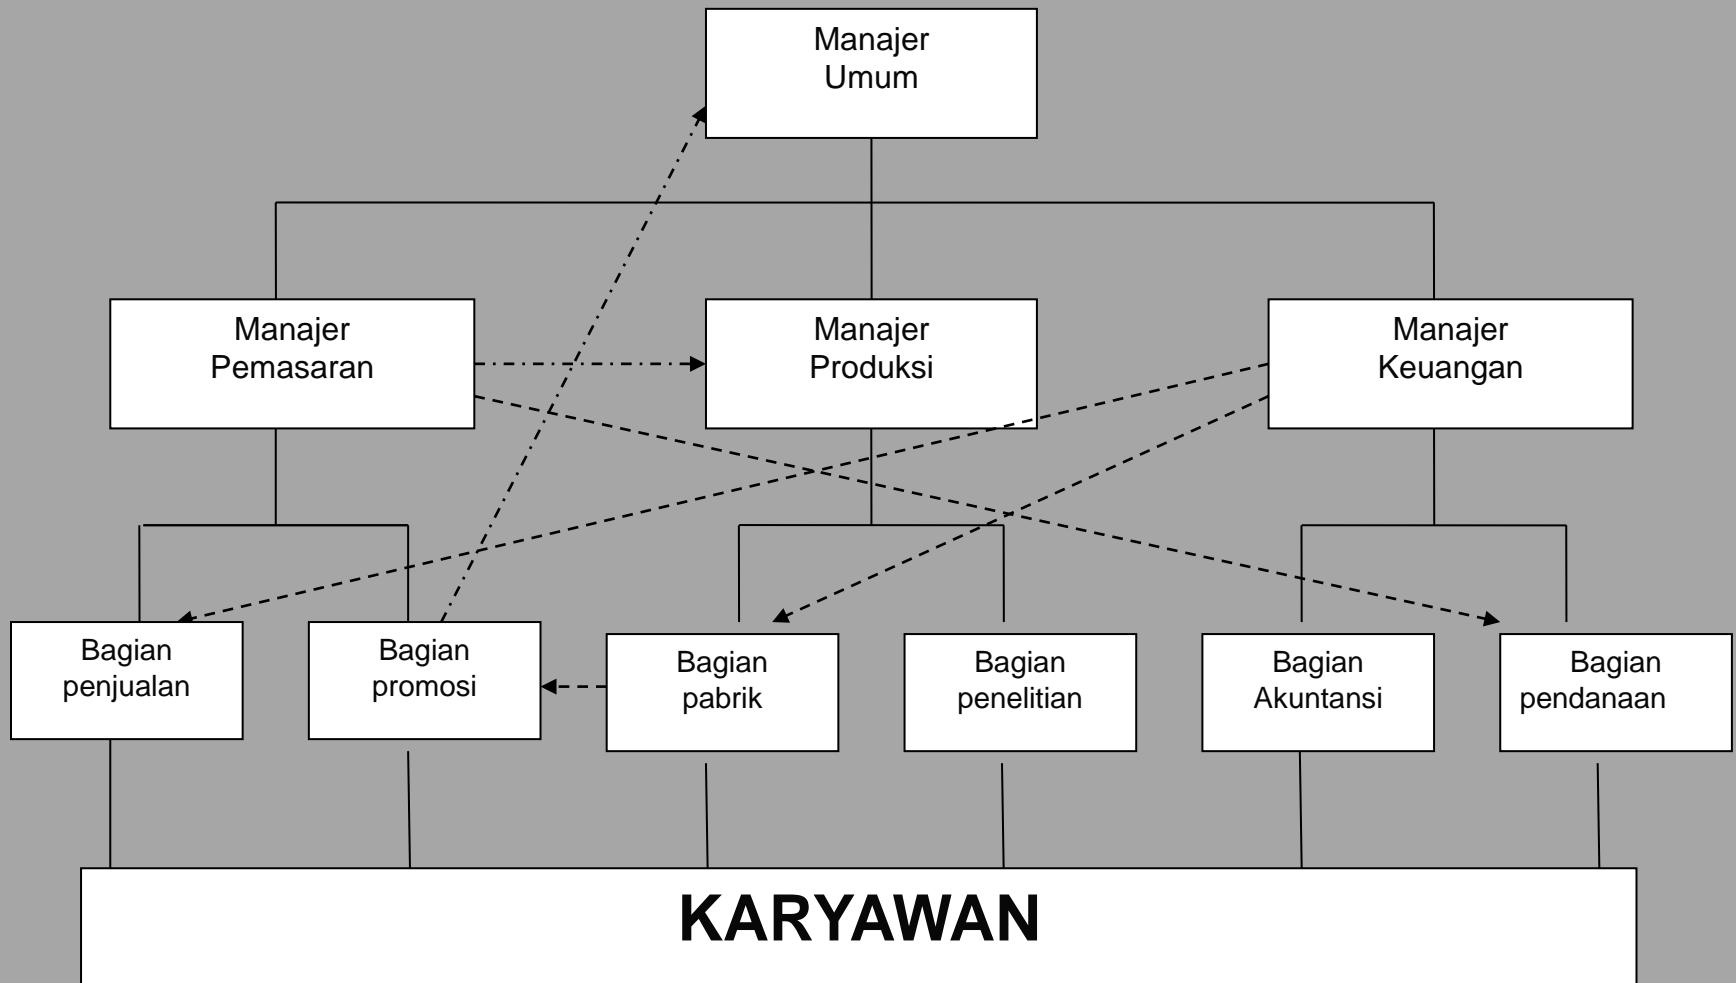 Manajer
Umum
Manajer
Pemasaran
Manajer
Produksi
Manajer
Keuangan
Bagian
penjualan
Bagian
promosi
Bagian
pabrik
Bagian
penelitian
Bagian
Akuntansi
Bagian
pendanaan
KARYAWAN